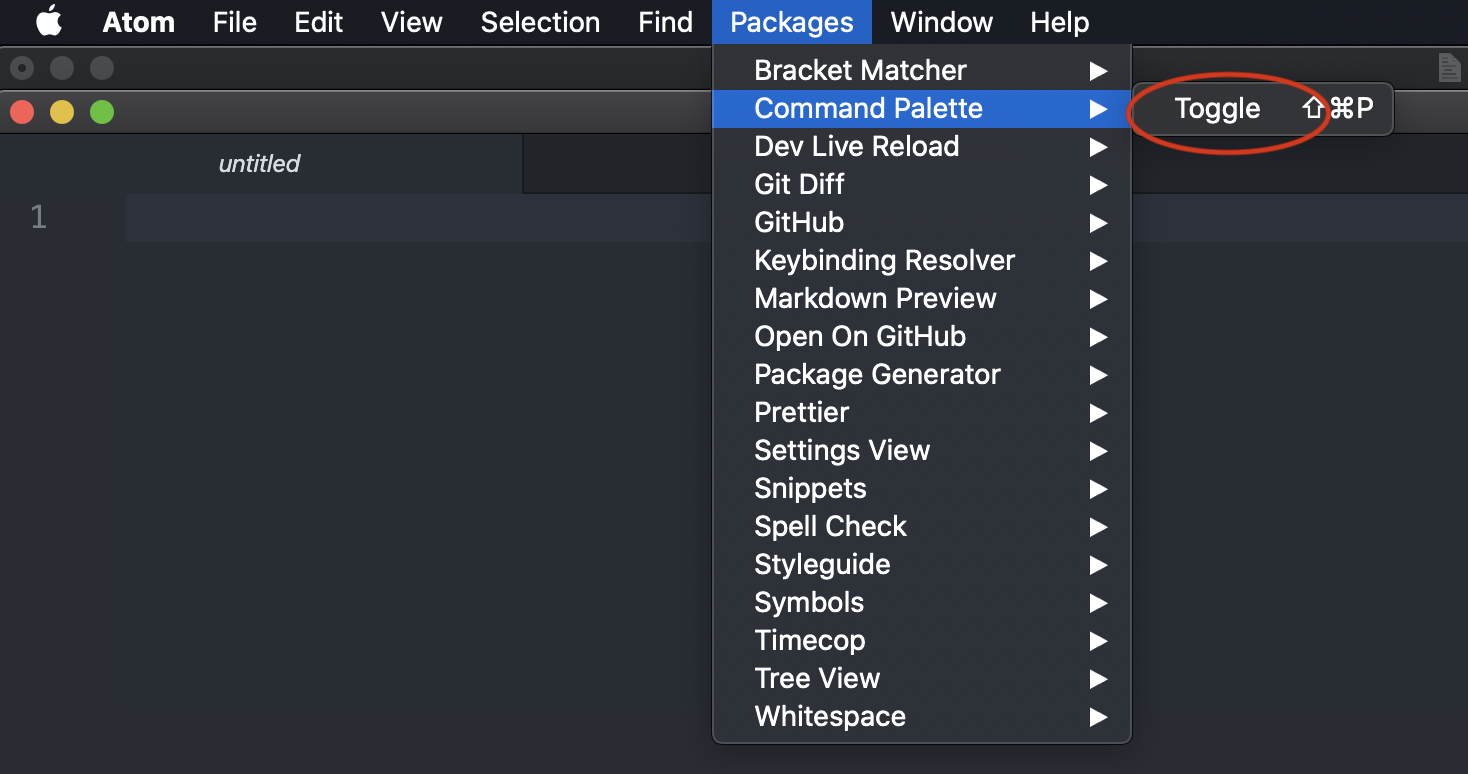 Atom File Edit View Selection Find Packages Window Help
Bracket Matcher
Command Palette
Toggle ⇧⌘P
Dev Live Reload
untitled
Git Diff
1
GitHub
Keybinding Resolver
Markdown Preview
Open On GitHub
Package Generator
Prettier
Settings View
Snippets
Spell Check
Styleguide
Symbols
Timecop
Tree View
Whitespace